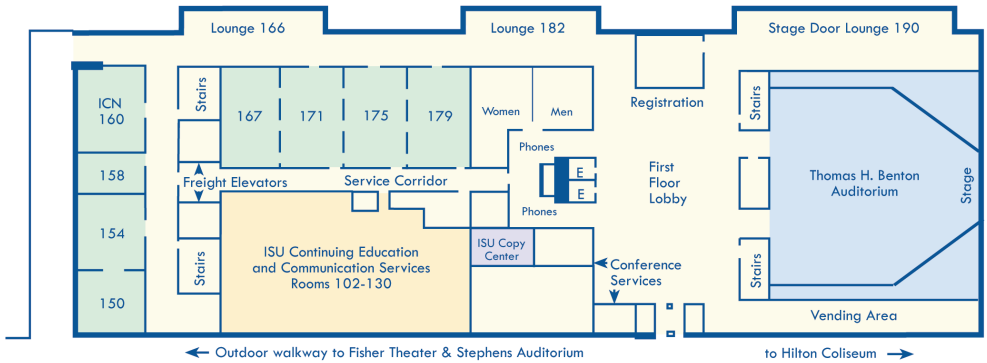 Lounge 166
Lounge 182
Stage Door Lounge 190
ICN
160
Stairs
167
171
175
179
Women
Men
Registration
Stairs
Phones
158
Freight Elevators
Service Corridor
E
E
First
Floor
Lobby
Thomas H. Benton
Auditorium
Stage
Phones
154
ISU Continuing Education
and Communication Services
Rooms 102-130
ISU Copy
Center
Stairs
Conference
Services
Stairs
150
Vending Area
Outdoor walkway to Fisher Theater & Stephens Auditorium
to Hilton Coliseum